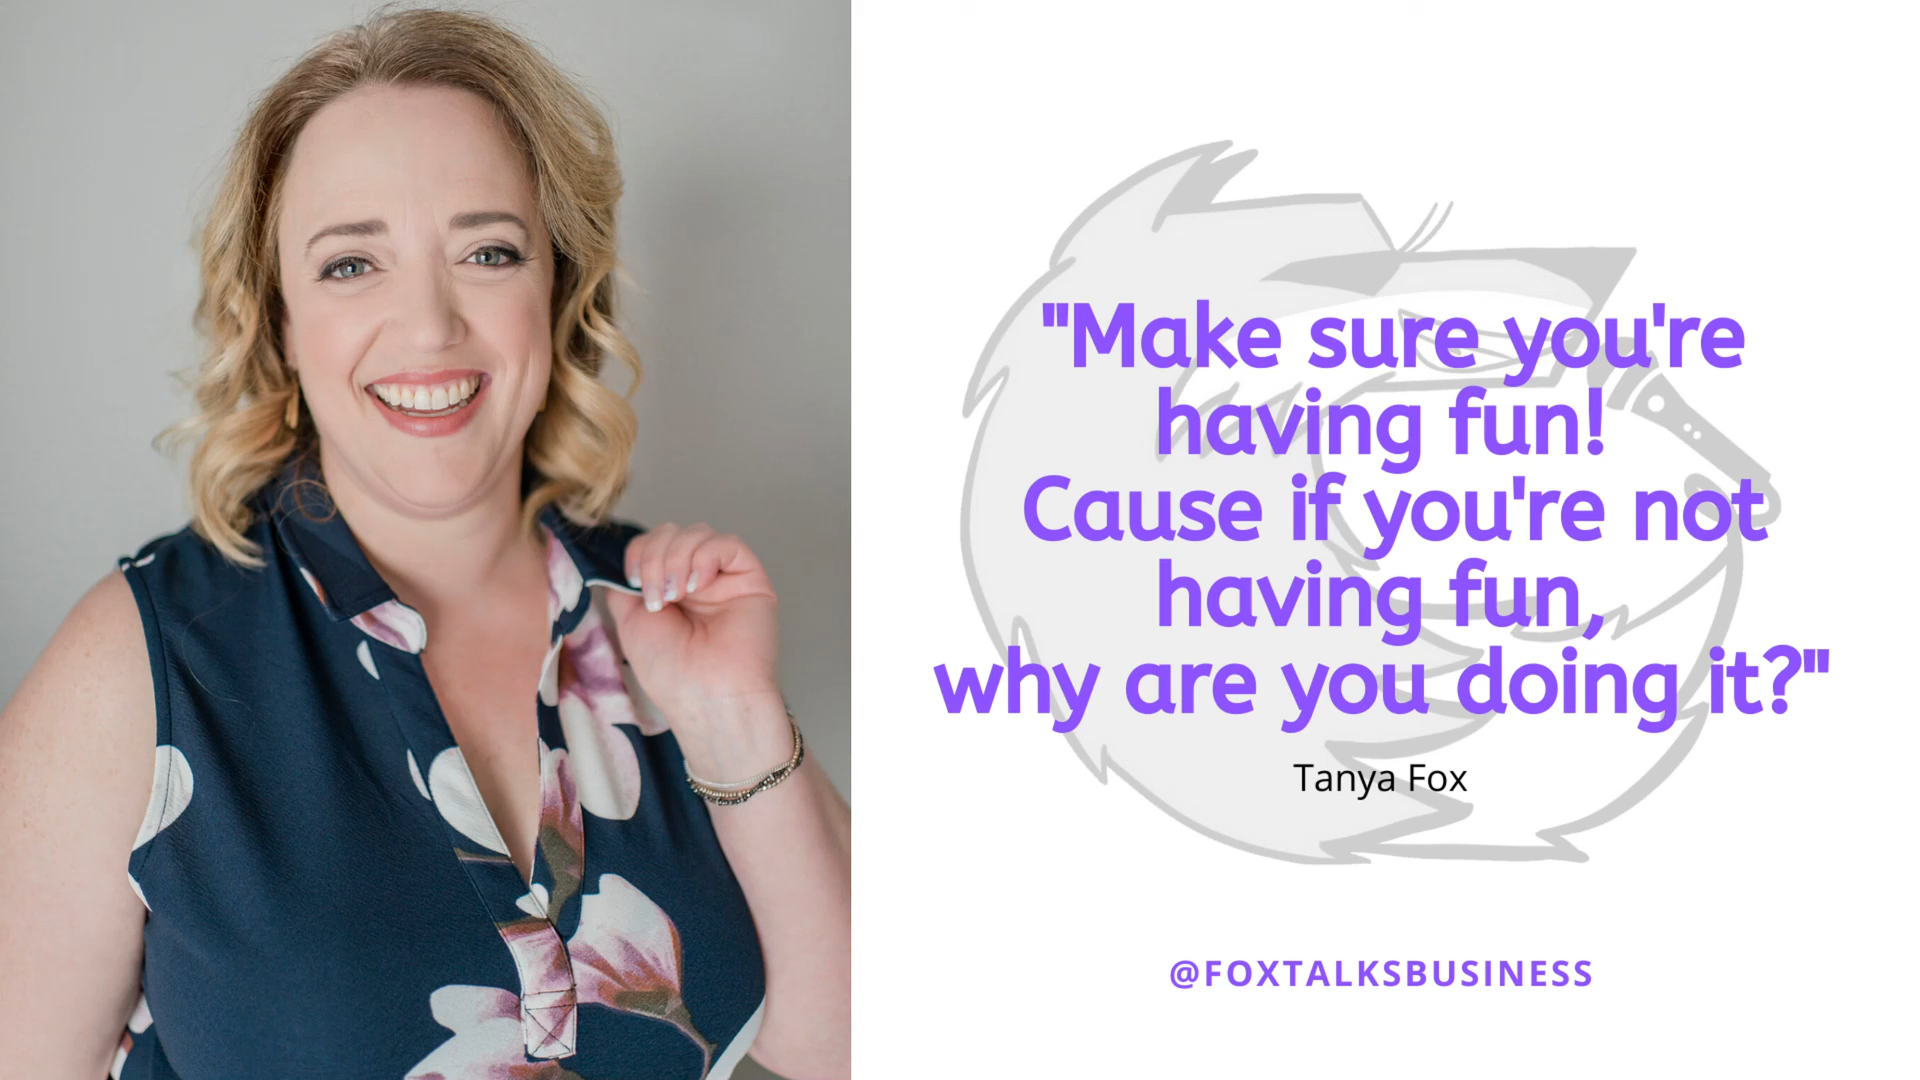 "Make sure you're
having fun!
Cause if you're not
having fun,
why are you doing it?"
Tanya Fox
@FOXTALKSBUSINESS